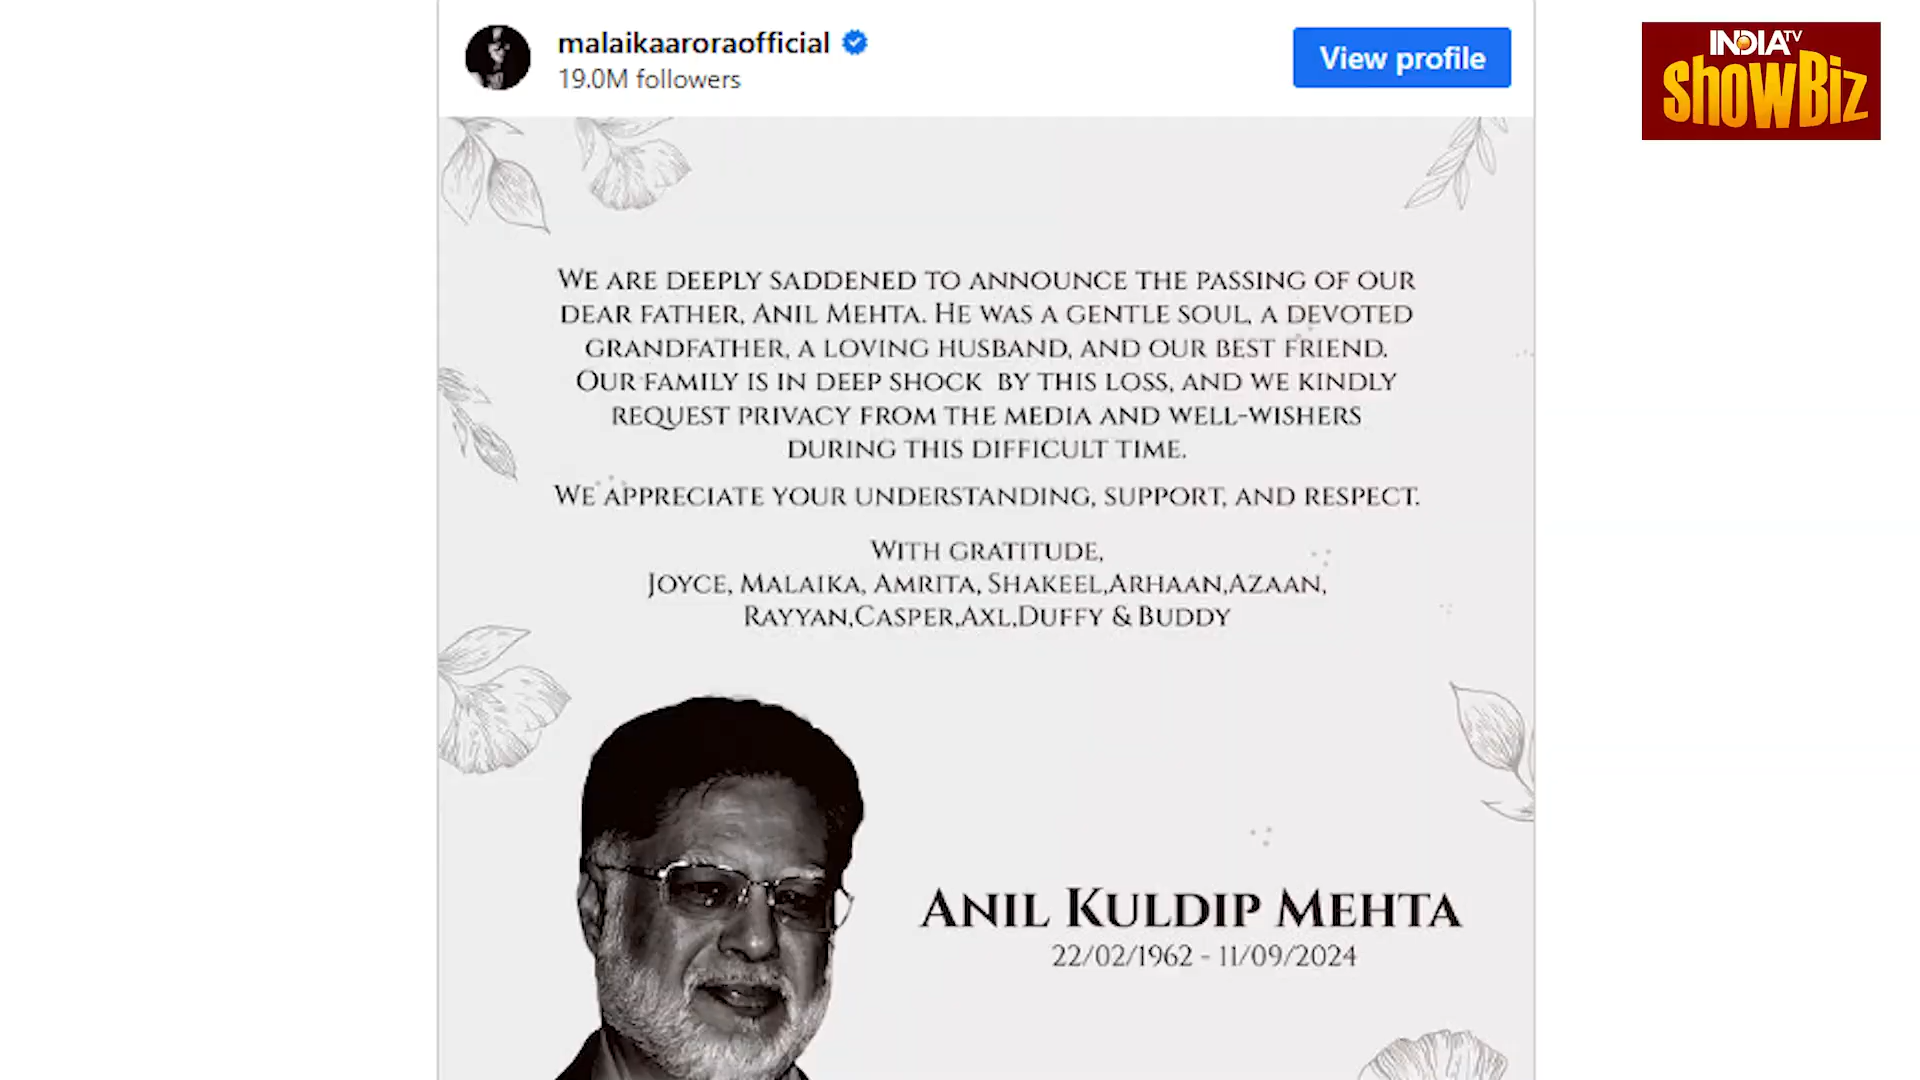 malaikaaroraofficial
19.0M followers
View profile
INDIA TV
ShowBiz
WE ARE DEEPLY SADDENED TO ANNOUNCE THE PASSING OF OUR
DEAR FATHER, ANIL MEHTA. HE WAS A GENTLE SOUL, A DEVOTED
GRANDFATHER, A LOVING HUSBAND, AND OUR BEST FRIEND.
OUR FAMILY IS IN DEEP SHOCK BY THIS LOSS, AND WE KINDLY
REQUEST PRIVACY FROM THE MEDIA AND WELL-WISHERS
DURING THIS DIFFICULT TIME.
WE APPRECIATE YOUR UNDERSTANDING, SUPPORT, AND RESPECT.
WITH GRATITUDE,
JOYCE, MALAIKA, AMRITA, SHAKEEL,ARHAAN,AZAAN,
RAYYAN,CASPER,AXL,DUFFY & BUDDY
ANIL KULDIP MEHTA
22/02/1962 - 11/09/2024